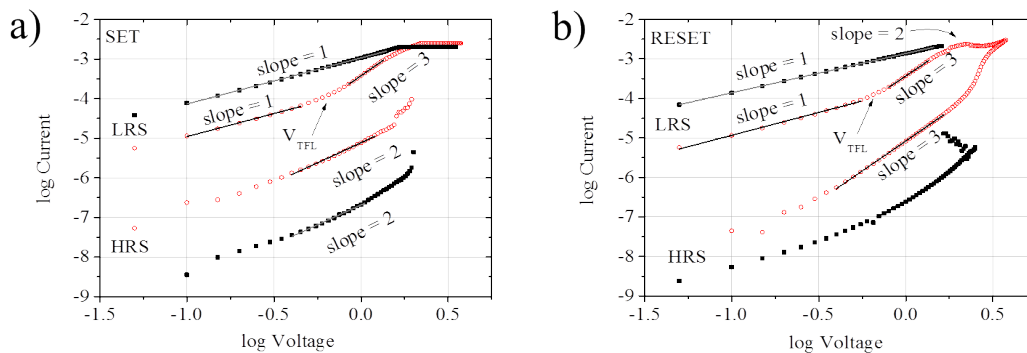 a)
SET
-2
-3
-4
-5
-6
-7
-8
-9
log Current
slope = 1
slope = 1
slope = 3
V_TFL
LRS
slope = 2
slope = 2
HRS
-1.5
-1.0
-0.5
0.0
0.5
log Voltage
b)
RESET
-2
-3
-4
-5
-6
-7
-8
-9
log Current
slope = 2
slope = 1
slope = 1
slope = 3
V_TFL
LRS
slope = 3
HRS
-1.5
-1.0
-0.5
0.0
0.5
log Voltage